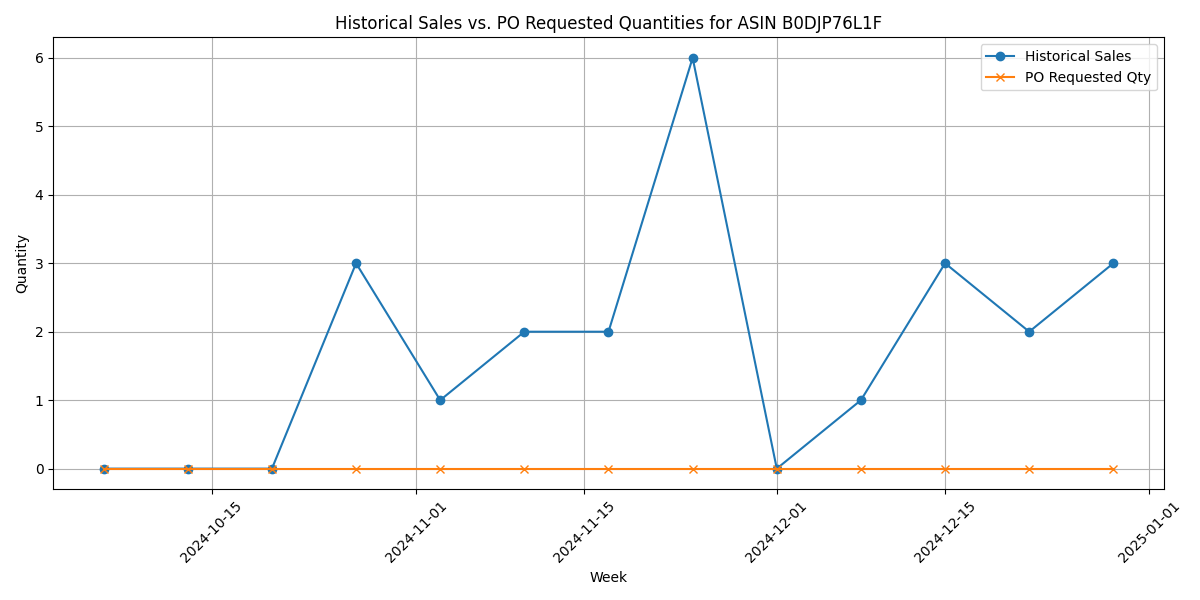 Historical Sales vs. PO Requested Quantities for ASIN B0DJP76L1F
Historical Sales
PO Requested Qty
Quantity
6
5
4
3
2
1
0
2024-10-15
2024-11-01
2024-11-15
2024-12-01
2024-12-15
2025-01-01
Week